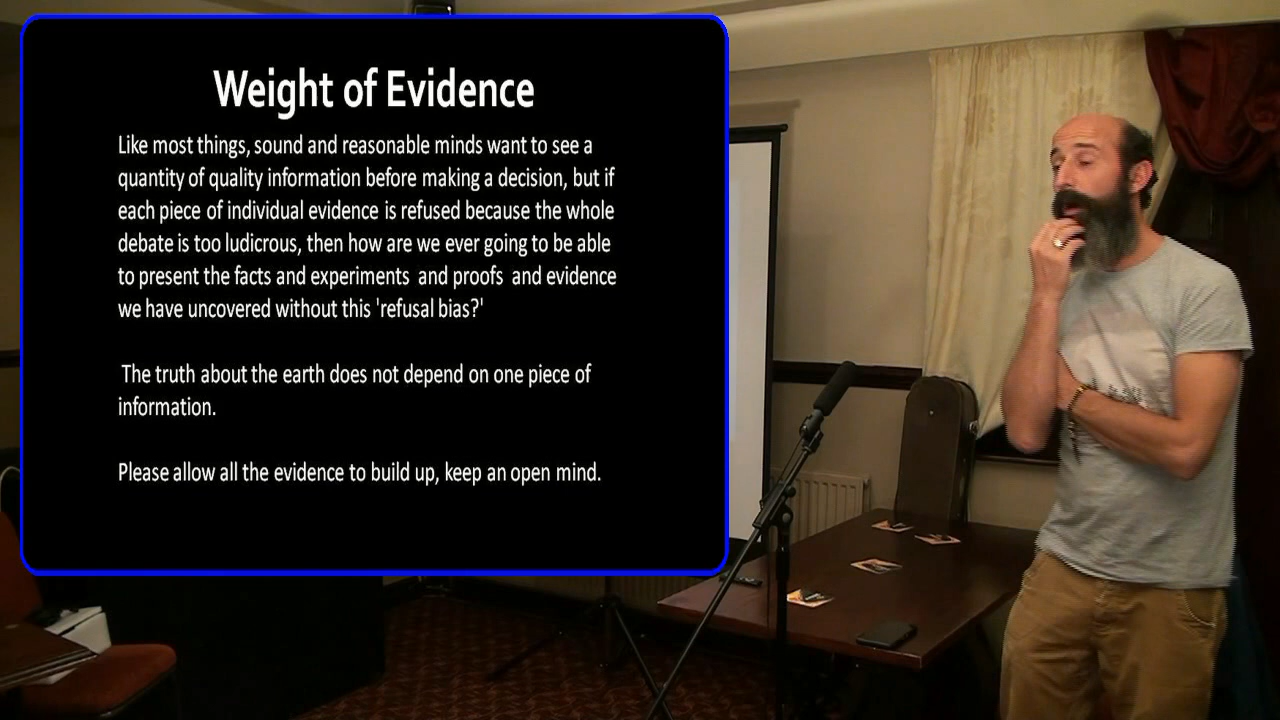 Weight of Evidence
Like most things, sound and reasonable minds want to see a
quantity of quality information before making a decision, but if
each piece of individual evidence is refused because the whole
debate is too ludicrous, then how are we ever going to be able
to present the facts and experiments  and proofs  and evidence
we have uncovered without this 'refusal bias?'
The truth about the earth does not depend on one piece of
information.
Please allow all the evidence to build up, keep an open mind.